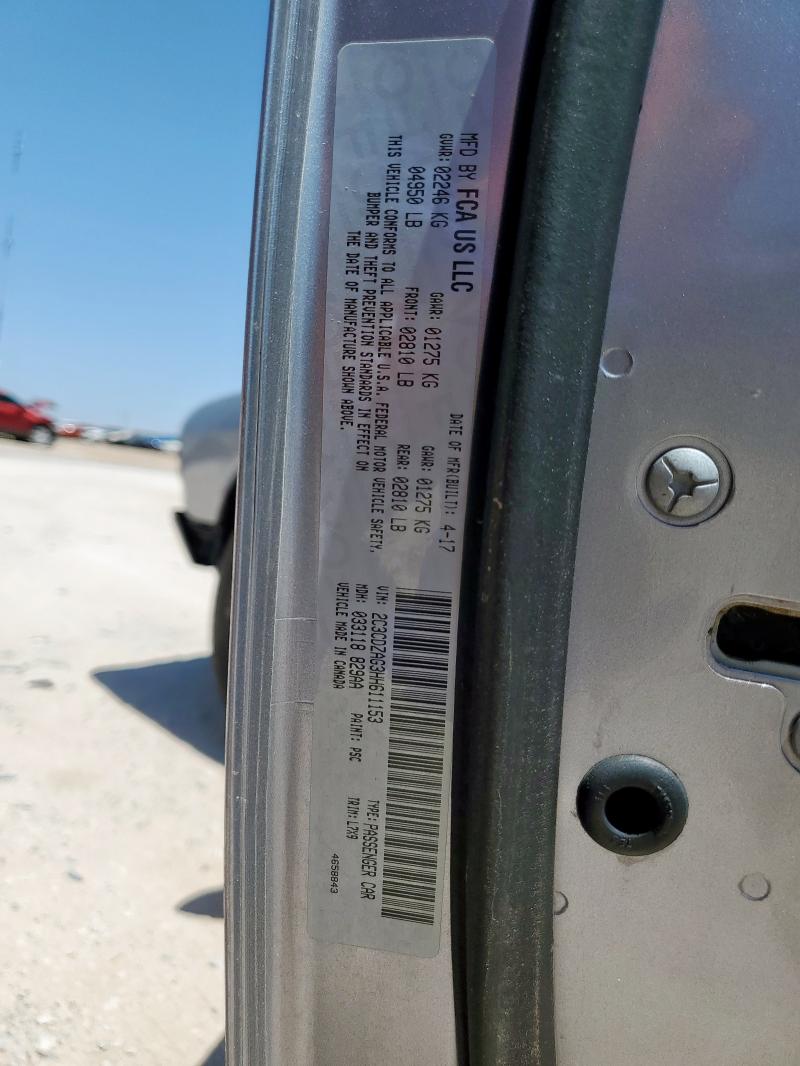 MFD BY FCA US LLC
DATE OF MFR(BUILT): 4-17
GVWR: 02246 KG GAWR: 01275 KG GAWR: 01275 KG
04950 LB FRONT: 02810 LB REAR: 02810 LB
THIS VEHICLE CONFORMS TO ALL APPLICABLE U.S.A. FEDERAL MOTOR VEHICLE SAFETY,
BUMPER AND THEFT PREVENTION STANDARDS IN EFFECT ON
THE DATE OF MANUFACTURE SHOWN ABOVE.
VIN: 2C3CDZAG3HH611153 TYPE: PASSENGER CAR
MDH: 033118 829AA PAINT: PSC TRIM: L7X9
VEHICLE MADE IN CANADA
4658843